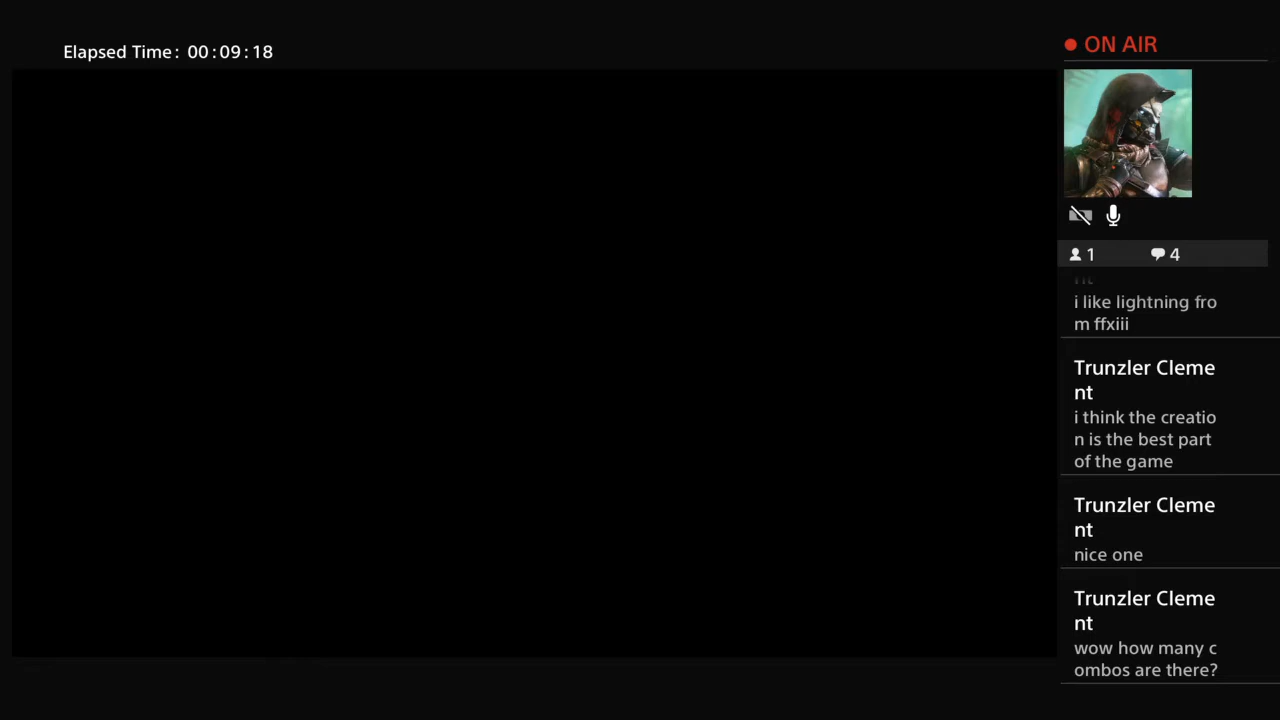 Elapsed Time: 00:09:18
ON AIR
1 4
i like lightning fro
m ffxiii
Trunzler Cleme
nt
i think the creatio
n is the best part
of the game
Trunzler Cleme
nt
nice one
Trunzler Cleme
nt
wow how many c
ombos are there?